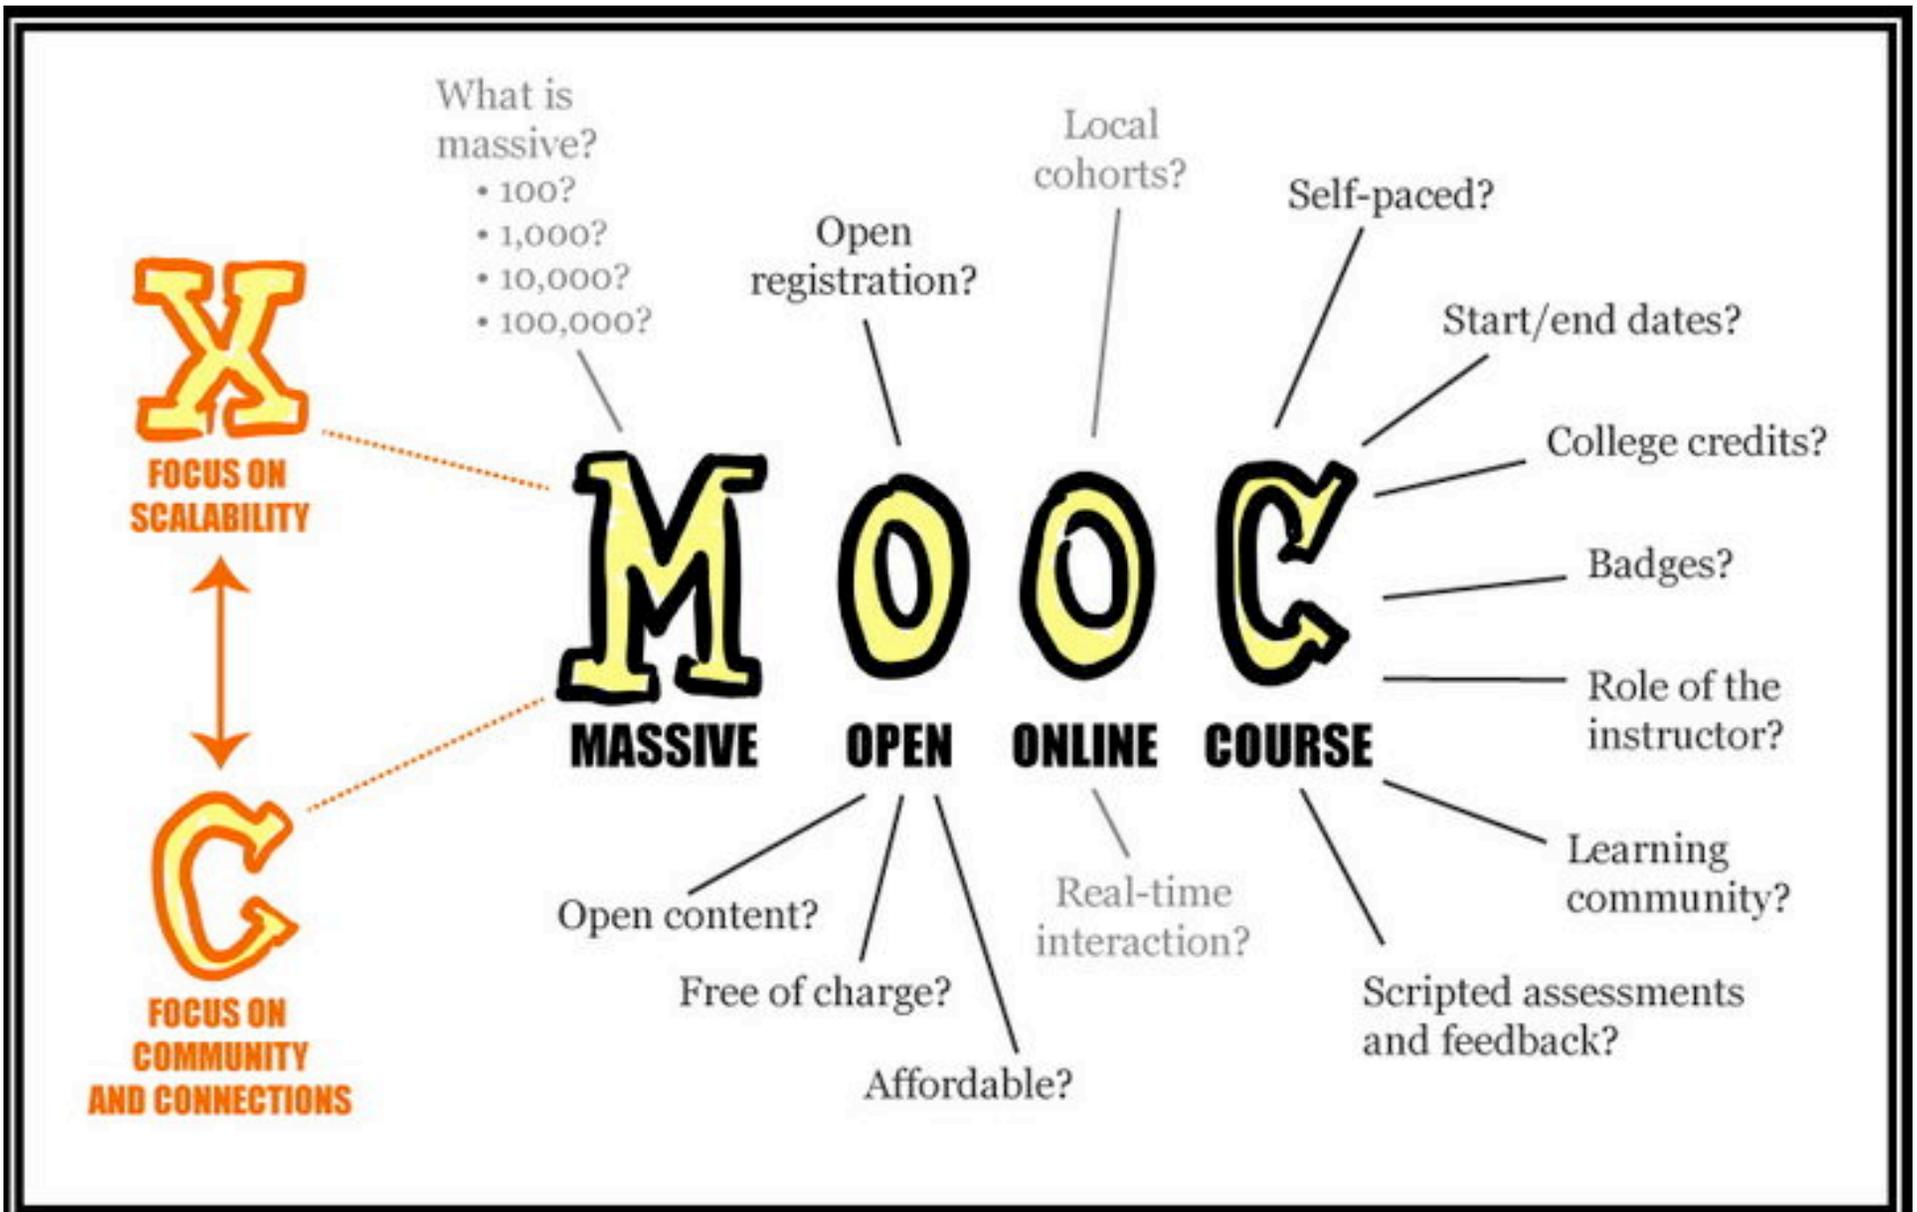 What is
massive?
• 100?
• 1,000?
• 10,000?
• 100,000?
Open
registration?
Local
cohorts?
Self-paced?
Start/end dates?
College credits?
Badges?
Role of the
instructor?
Learning
community?
Scripted assessments
and feedback?
X
FOCUS ON
SCALABILITY
C
FOCUS ON
COMMUNITY
AND CONNECTIONS
MOOC
MASSIVE OPEN ONLINE COURSE
Open content?
Free of charge?
Affordable?
Real-time
interaction?